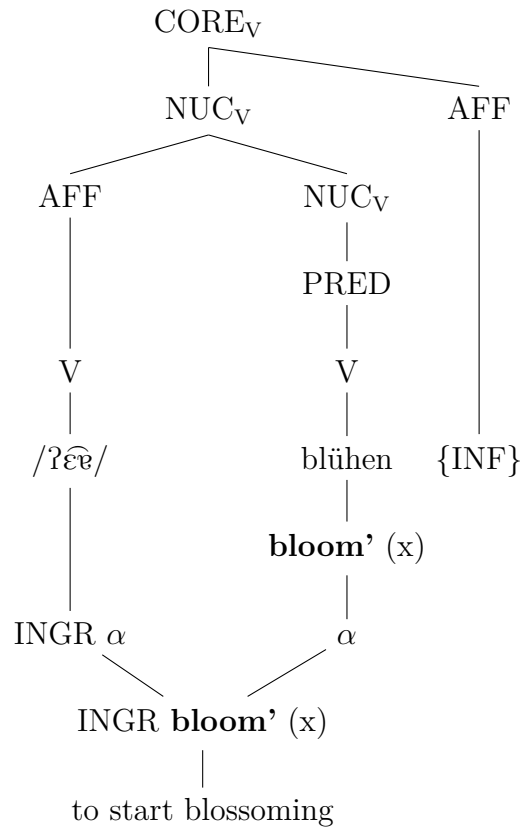 CORE_V
NUC_V AFF
AFF NUC_V
PRED
V V
/ʔɛ͡ɐ/ blühen {INF}
bloom’ (x)
INGR α α
INGR bloom’ (x)
to start blossoming